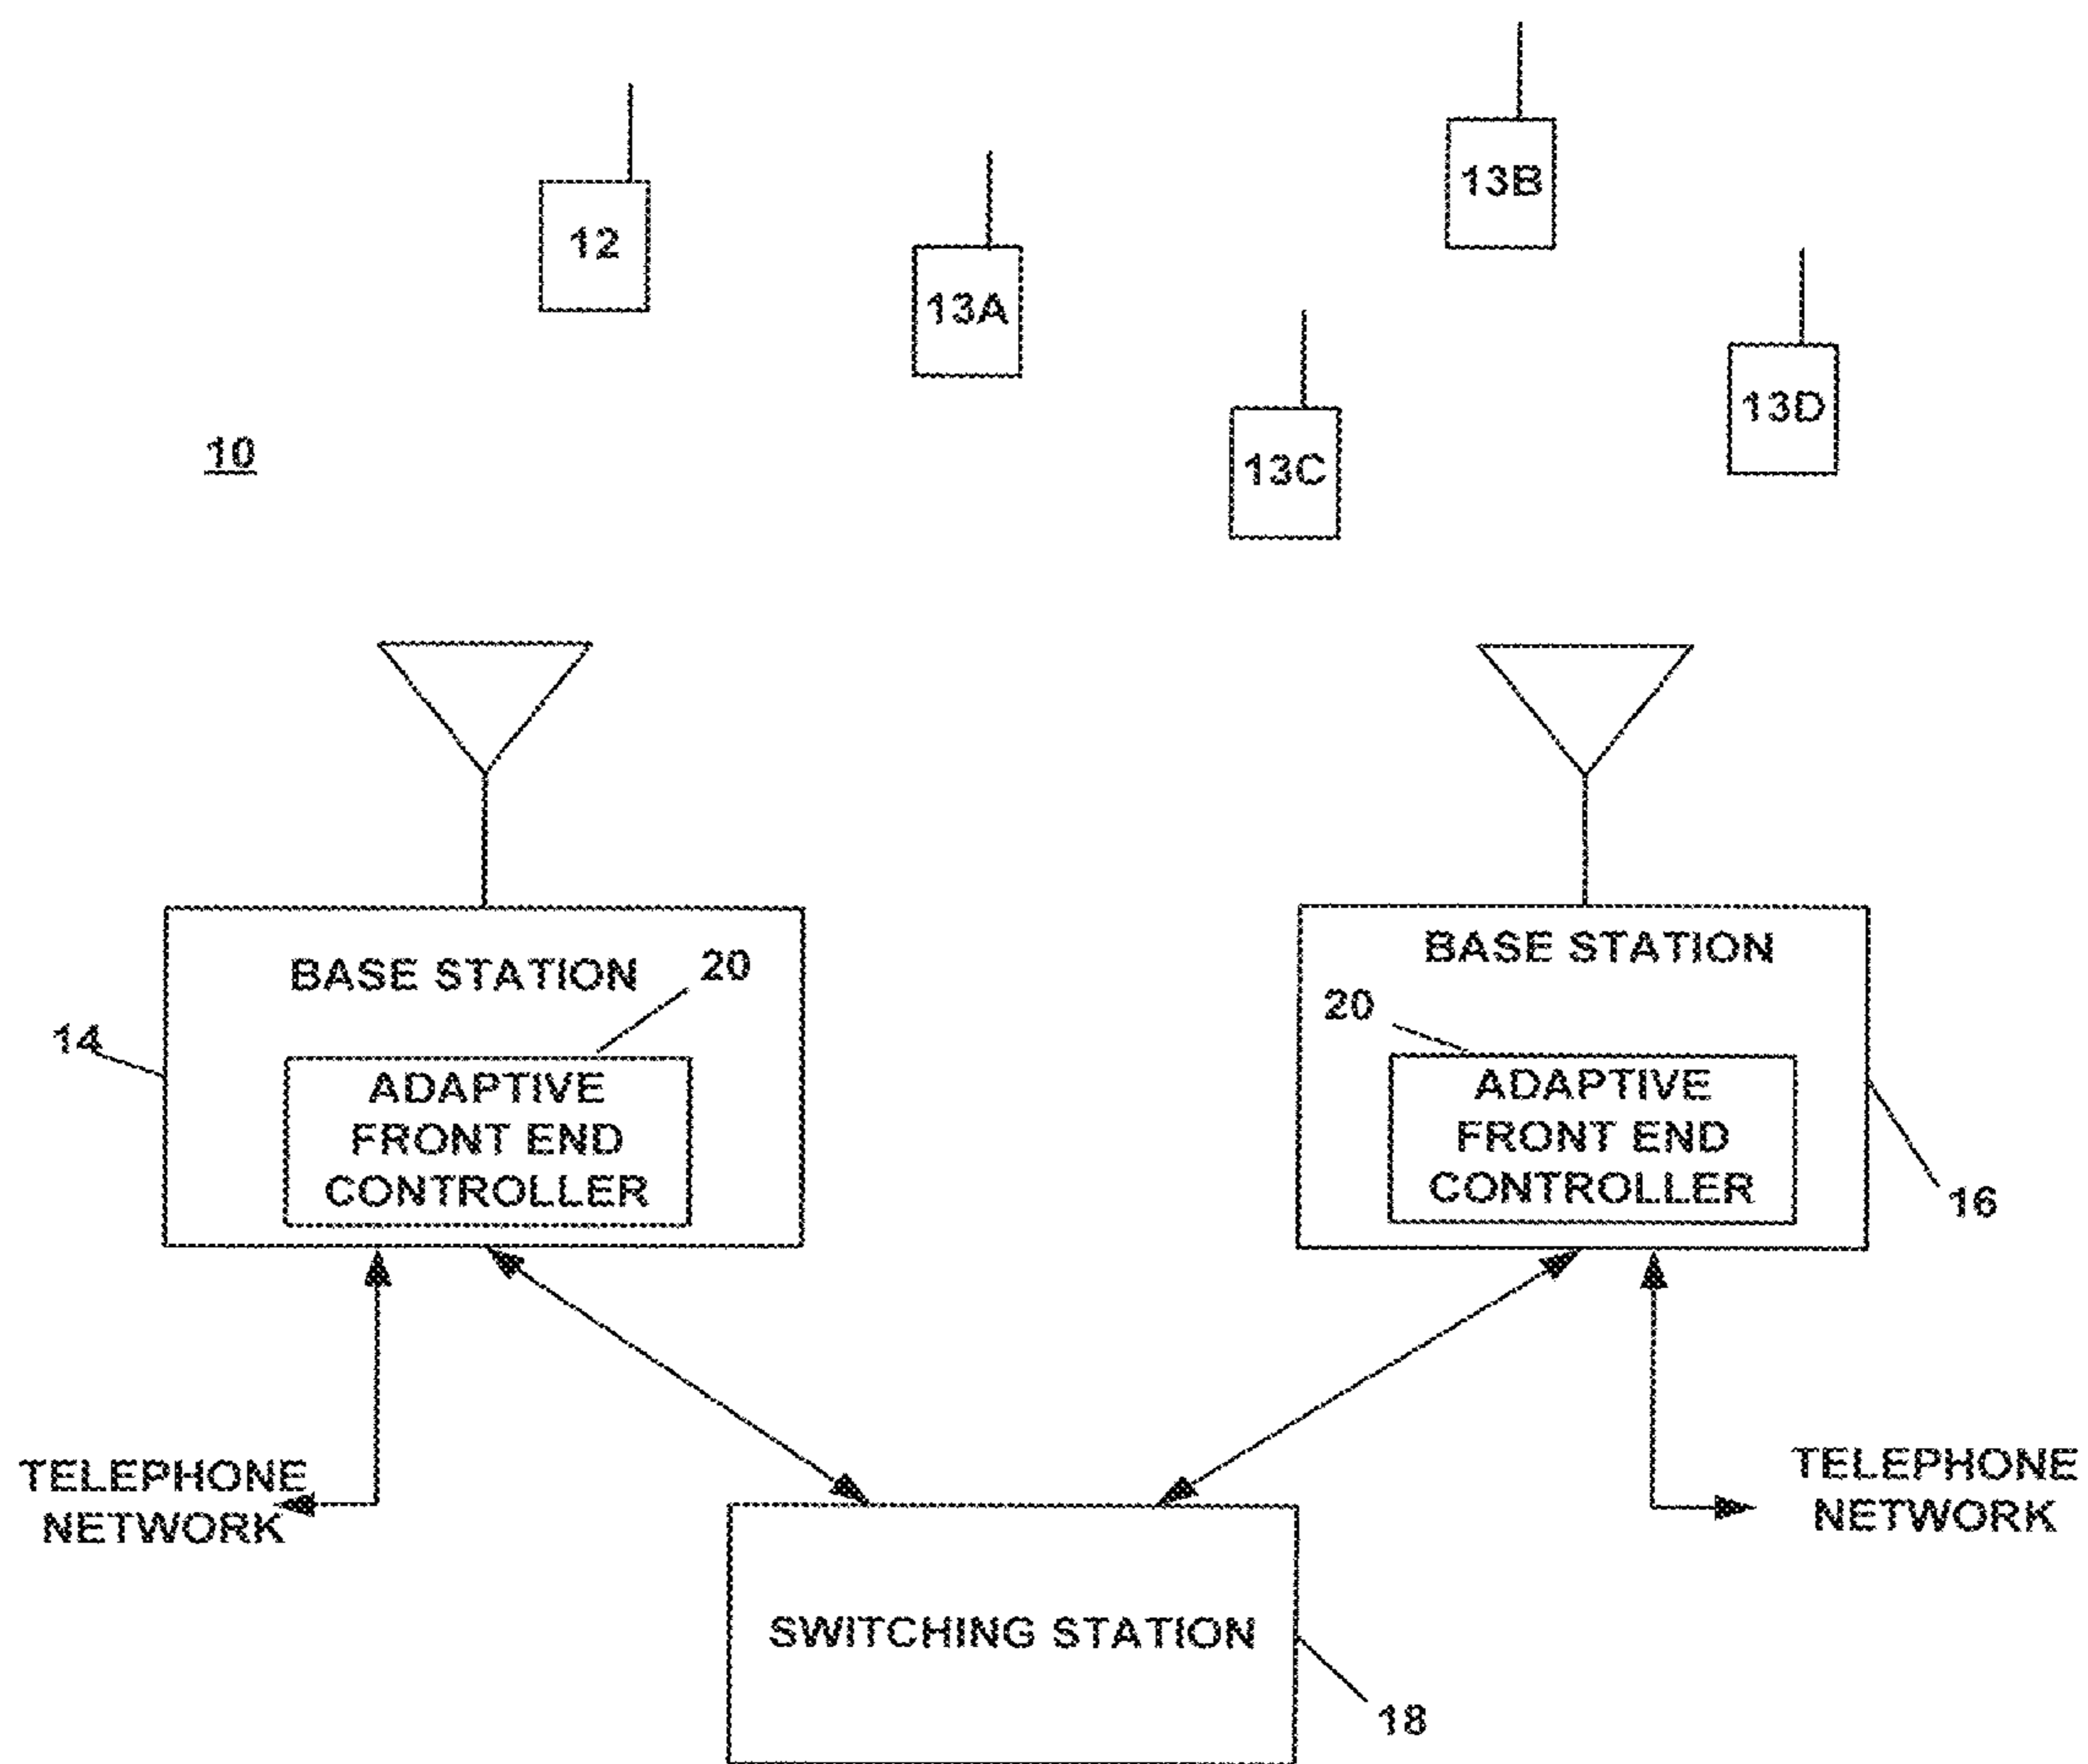 13B
12
13A
13D
10
13C
BASE STATION
20
14
ADAPTIVE
FRONT END
CONTROLLER
BASE STATION
20
ADAPTIVE
FRONT END
CONTROLLER
16
TELEPHONE
NETWORK
TELEPHONE
NETWORK
SWITCHING STATION
18